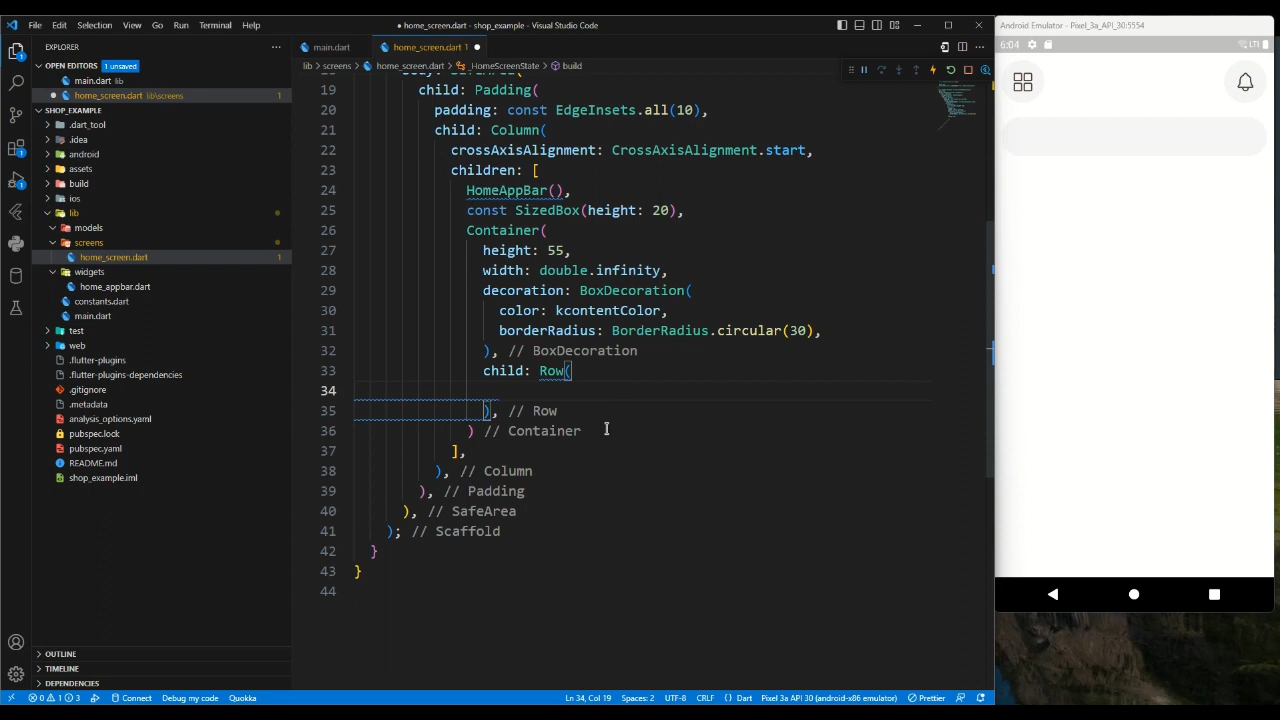 File Edit Selection View Go Run Terminal Help
● home_screen.dart - shop_example - Visual Studio Code
Android Emulator - Pixel_3a_API_30:5554
EXPLORER
main.dart
home_screen.dart 1
6:04
OPEN EDITORS 1 unsaved
lib > screens > home_screen.dart > _HomeScreenState > build
main.dart lib
home_screen.dart lib\screens 1
SHOP_EXAMPLE
.dart_tool
.idea
android
assets
build
ios
lib
models
screens
home_screen.dart 1
widgets
home_appbar.dart
constants.dart
main.dart
test
web
.flutter-plugins
.flutter-plugins-dependencies
.gitignore
.metadata
analysis_options.yaml
pubspec.lock
pubspec.yaml
README.md
shop_example.iml
19 child: Padding(
20 padding: const EdgeInsets.all(10),
21 child: Column(
22 crossAxisAlignment: CrossAxisAlignment.start,
23 children: [
24 HomeAppBar(),
25 const SizedBox(height: 20),
26 Container(
27 height: 55,
28 width: double.infinity,
29 decoration: BoxDecoration(
30 color: kcontentColor,
31 borderRadius: BorderRadius.circular(30),
32 ), // BoxDecoration
33 child: Row(
34
35 ), // Row
36 ) // Container
37 ],
38 ), // Column
39 ), // Padding
40 ), // SafeArea
41 ); // Scaffold
42 }
43 }
44
OUTLINE
TIMELINE
DEPENDENCIES
0 1 3 Connect Debug my code Quokka
Ln 34, Col 19 Spaces: 2 UTF-8 CRLF {} Dart Pixel 3a API 30 (android-x86 emulator) Prettier